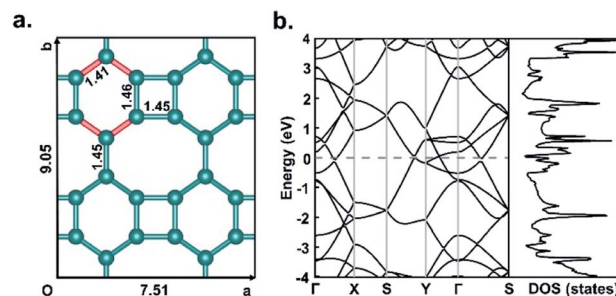 a.
b
1.41
1.46
1.45
1.45
9.05
O
7.51
a
b.
Energy (eV)
4
3
2
1
0
-1
-2
-3
-4
Γ X S Y Γ S
DOS (states)